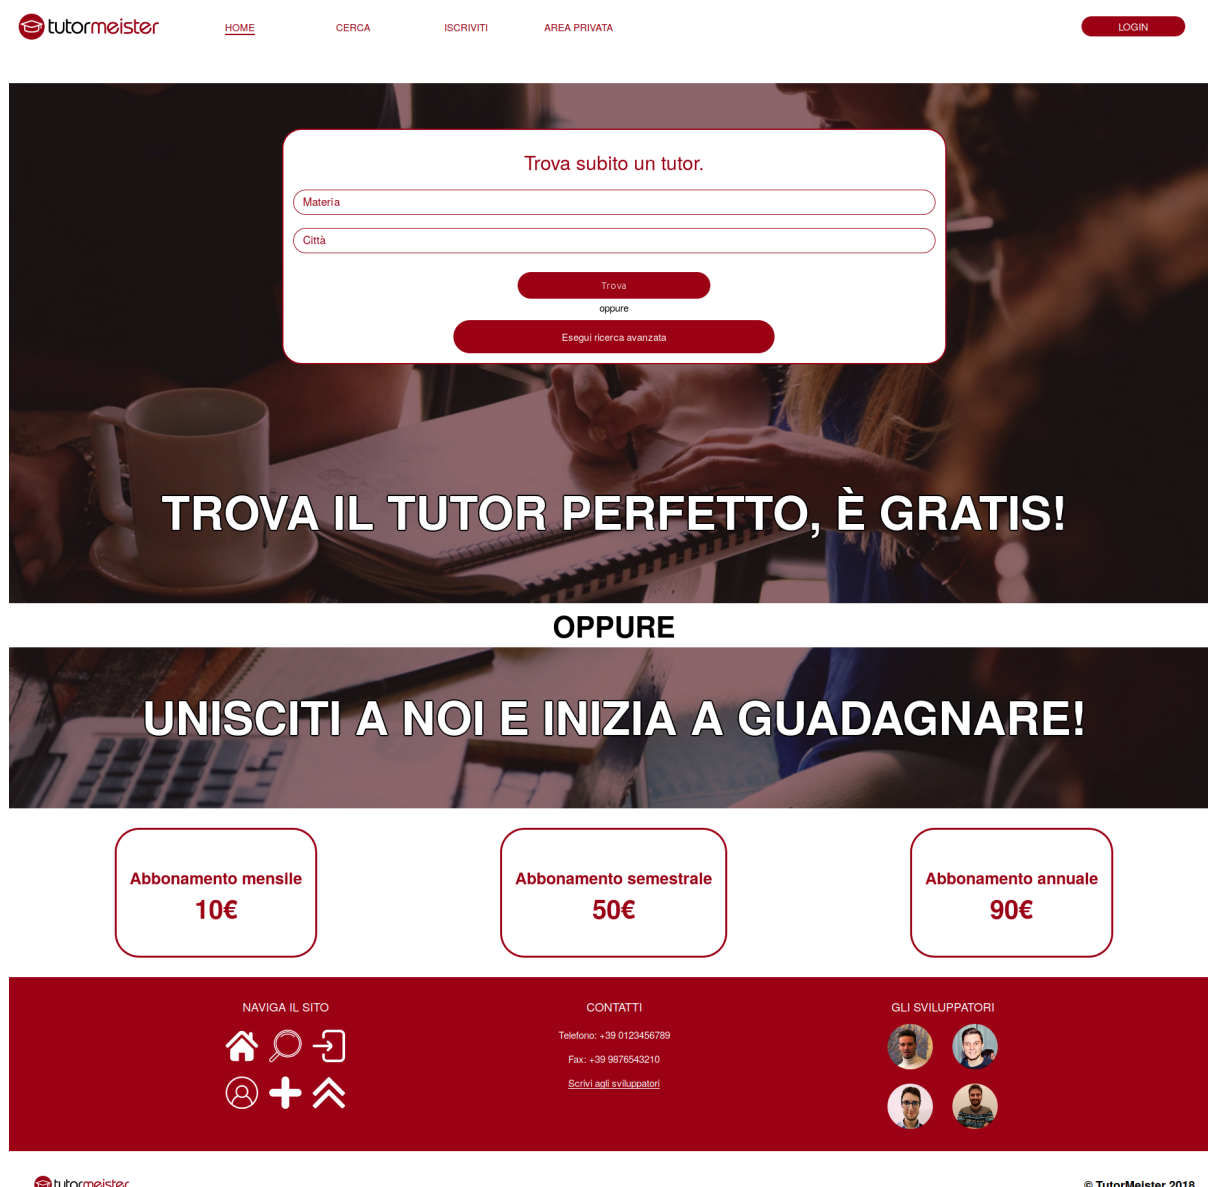 tutormeister
HOME
CERCA
ISCRIVITI
AREA PRIVATA
LOGIN
Trova subito un tutor.
Materia
Città
Trova
oppure
Esegui ricerca avanzata
TROVA IL TUTOR PERFETTO, È GRATIS!
OPPURE
UNISCITI A NOI E INIZIA A GUADAGNARE!
Abbonamento mensile
10€
Abbonamento semestrale
50€
Abbonamento annuale
90€
NAVIGA IL SITO
CONTATTI
Telefono: +39 0123456789
Fax: +39 9876543210
Scrivi agli sviluppatori
GLI SVILUPPATORI
tutormeister
© TutorMeister 2018